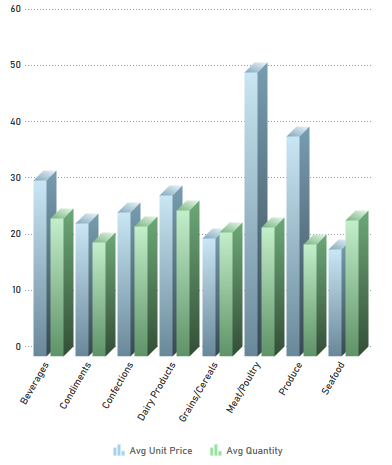 60
50
40
30
20
10
0
Beverages
Condiments
Confections
Dairy Products
Grains/Cereals
Meat/Poultry
Produce
Seafood
Avg Unit Price Avg Quantity